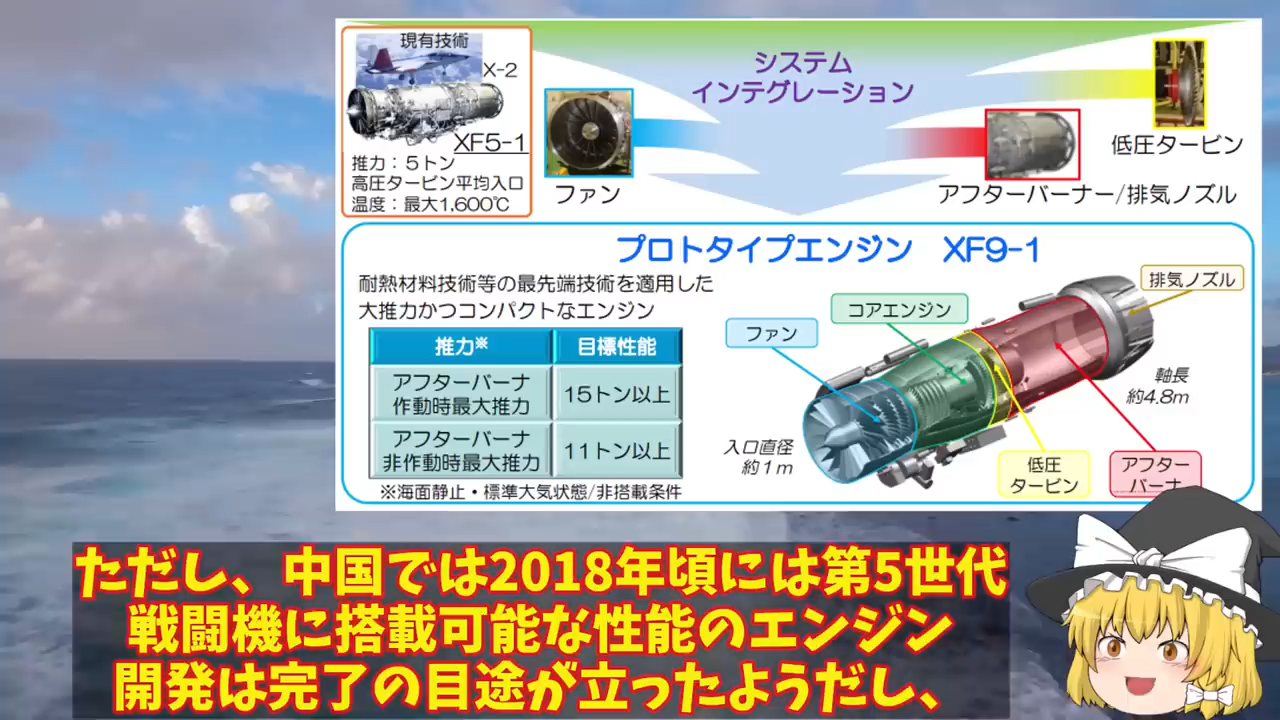 現有技術
X-2
XF5-1
推力：５トン
高圧タービン平均入口
温度：最大1,600℃
システム
インテグレーション
ファン
アフターバーナー/排気ノズル
低圧タービン
プロトタイプエンジン　XF9-1
耐熱材料技術等の最先端技術を適用した
大推力かつコンパクトなエンジン
推力※
目標性能
アフターバーナ
作動時最大推力
15トン以上
アフターバーナ
非作動時最大推力
11トン以上
※海面静止・標準大気状態/非搭載条件
ファン
コアエンジン
排気ノズル
軸長
約4.8m
入口直径
約１m
低圧
タービン
アフター
バーナ
ただし、中国では2018年頃には第5世代
戦闘機に搭載可能な性能のエンジン
開発は完了の目途が立ったようだし、